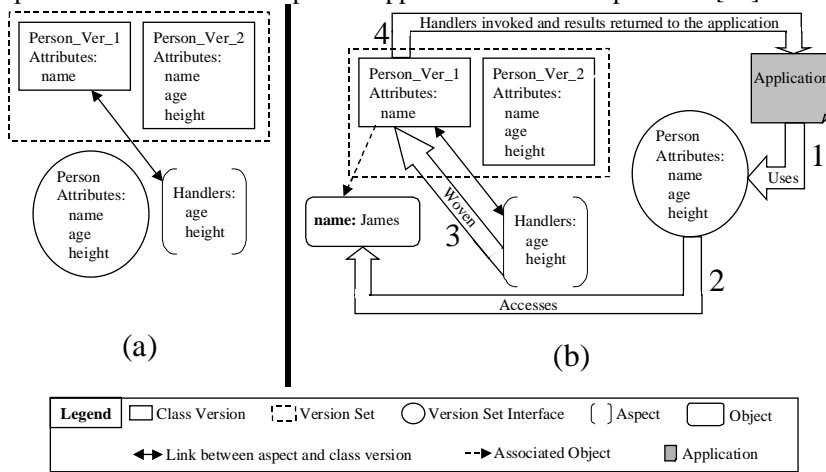 Person_Ver_1
Attributes:
name
Person_Ver_2
Attributes:
name
age
height
Person
Attributes:
name
age
height
Handlers:
age
height
(a)
4
Handlers invoked and results returned to the application
Person_Ver_1
Attributes:
name
Person_Ver_2
Attributes:
name
age
height
Application
Person
Attributes:
name
age
height
1
Uses
name: James
Woven
3
Handlers:
age
height
2
Accesses
(b)
Legend
Class Version
Version Set
Version Set Interface
Aspect
Object
Link between aspect and class version
Associated Object
Application